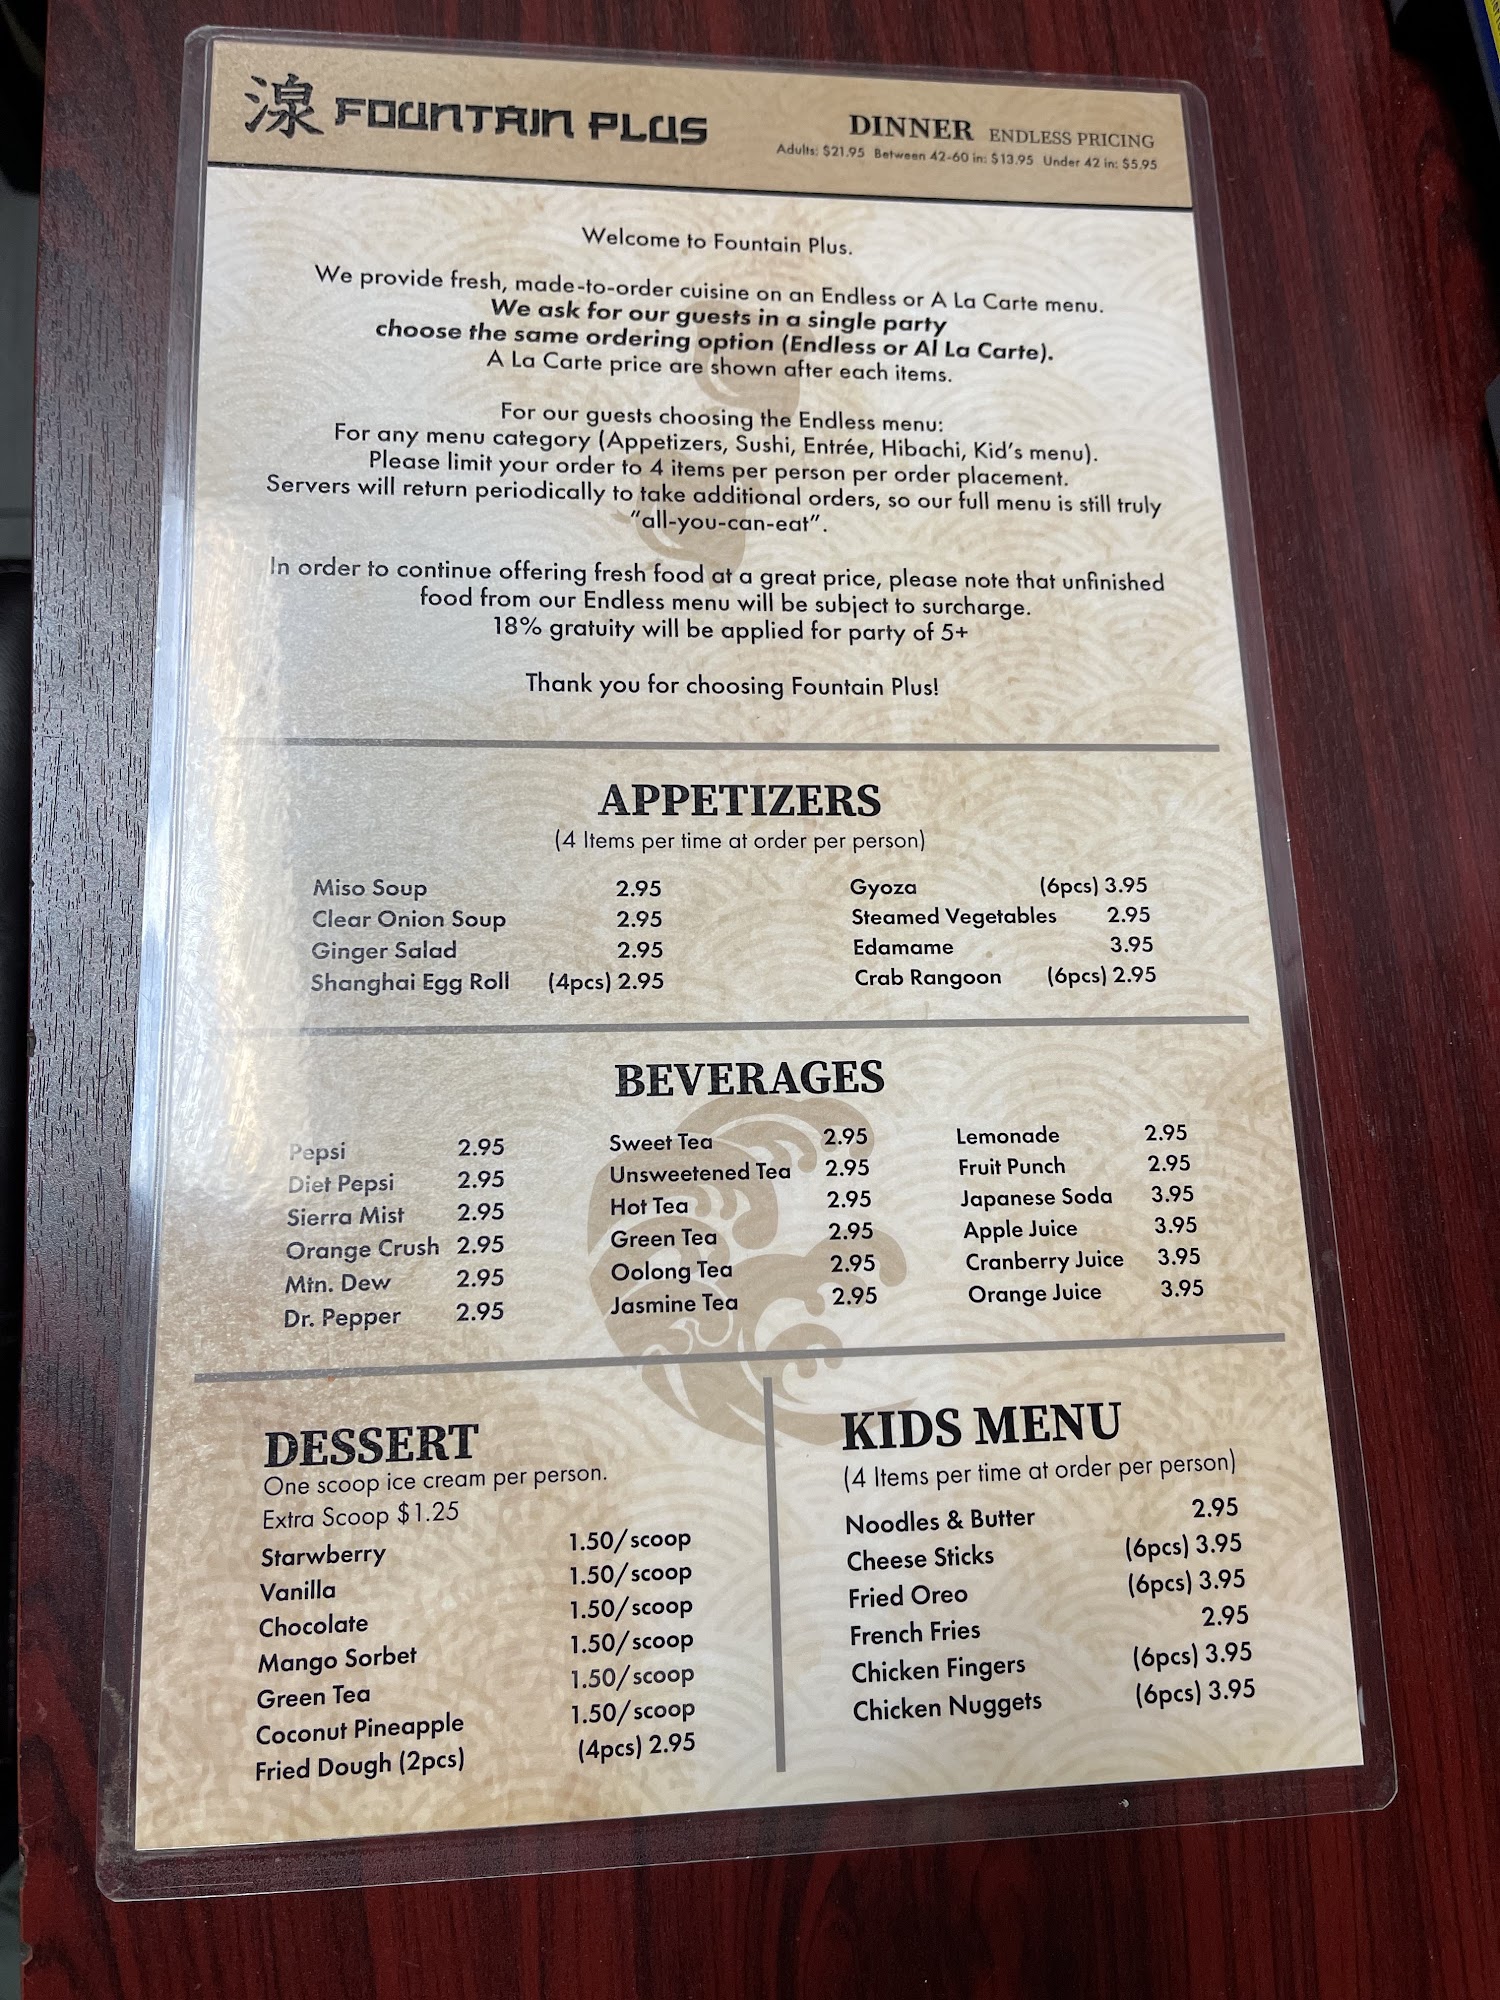 湶 FOUNTAIN PLUS
DINNER ENDLESS PRICING
Adults: $21.95 Between 42-60 in: $13.95 Under 42 in: $5.95
Welcome to Fountain Plus.
We provide fresh, made-to-order cuisine on an Endless or A La Carte menu.
We ask for our guests in a single party
choose the same ordering option (Endless or Al La Carte).
A La Carte price are shown after each items.
For our guests choosing the Endless menu:
For any menu category (Appetizers, Sushi, Entrée, Hibachi, Kid's menu).
Please limit your order to 4 items per person per order placement.
Servers will return periodically to take additional orders, so our full menu is still truly
"all-you-can-eat".
In order to continue offering fresh food at a great price, please note that unfinished
food from our Endless menu will be subject to surcharge.
18% gratuity will be applied for party of 5+
Thank you for choosing Fountain Plus!
APPETIZERS
(4 Items per time at order per person)
Miso Soup 2.95
Clear Onion Soup 2.95
Ginger Salad 2.95
Shanghai Egg Roll (4pcs) 2.95
Gyoza (6pcs) 3.95
Steamed Vegetables 2.95
Edamame 3.95
Crab Rangoon (6pcs) 2.95
BEVERAGES
Pepsi 2.95
Diet Pepsi 2.95
Sierra Mist 2.95
Orange Crush 2.95
Mtn. Dew 2.95
Dr. Pepper 2.95
Sweet Tea 2.95
Unsweetened Tea 2.95
Hot Tea 2.95
Green Tea 2.95
Oolong Tea 2.95
Jasmine Tea 2.95
Lemonade 2.95
Fruit Punch 2.95
Japanese Soda 3.95
Apple Juice 3.95
Cranberry Juice 3.95
Orange Juice 3.95
DESSERT
One scoop ice cream per person.
Extra Scoop $1.25
Starwberry 1.50/scoop
Vanilla 1.50/scoop
Chocolate 1.50/scoop
Mango Sorbet 1.50/scoop
Green Tea 1.50/scoop
Coconut Pineapple 1.50/scoop
Fried Dough (2pcs) (4pcs) 2.95
KIDS MENU
(4 Items per time at order per person)
Noodles & Butter 2.95
Cheese Sticks (6pcs) 3.95
Fried Oreo (6pcs) 3.95
French Fries 2.95
Chicken Fingers (6pcs) 3.95
Chicken Nuggets (6pcs) 3.95